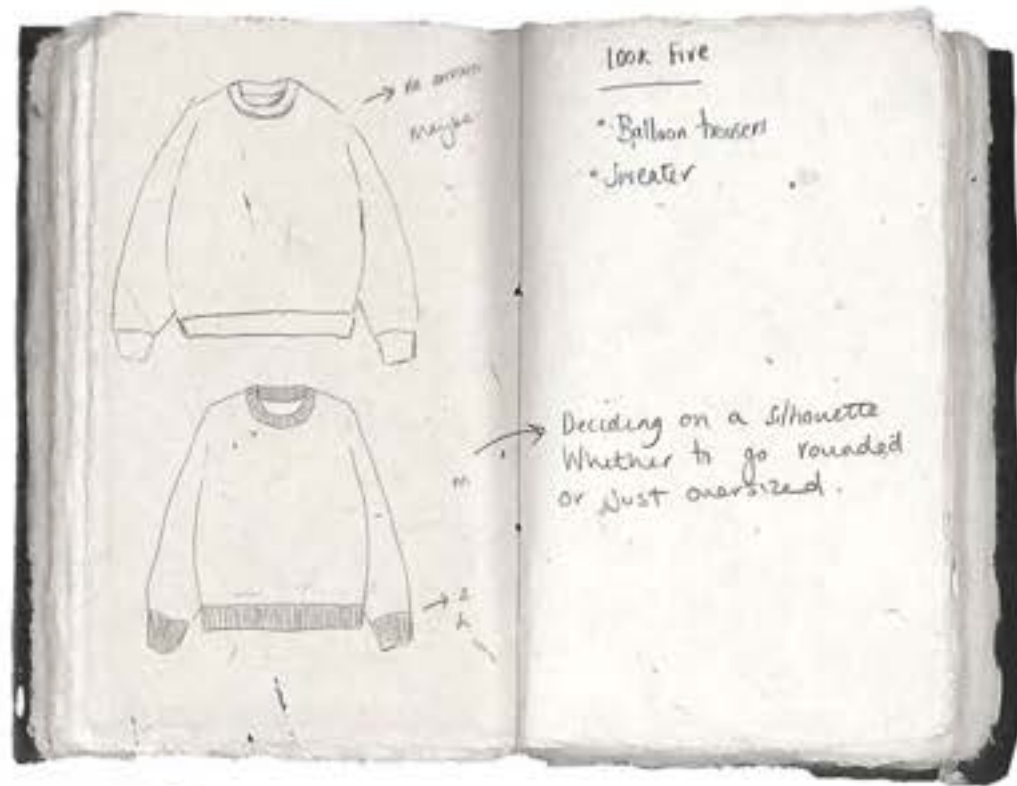 Maybe
Look Five
• Balloon trousers
• Sweater
Deciding on a silhouette
Whether to go rounded
or just oversized.